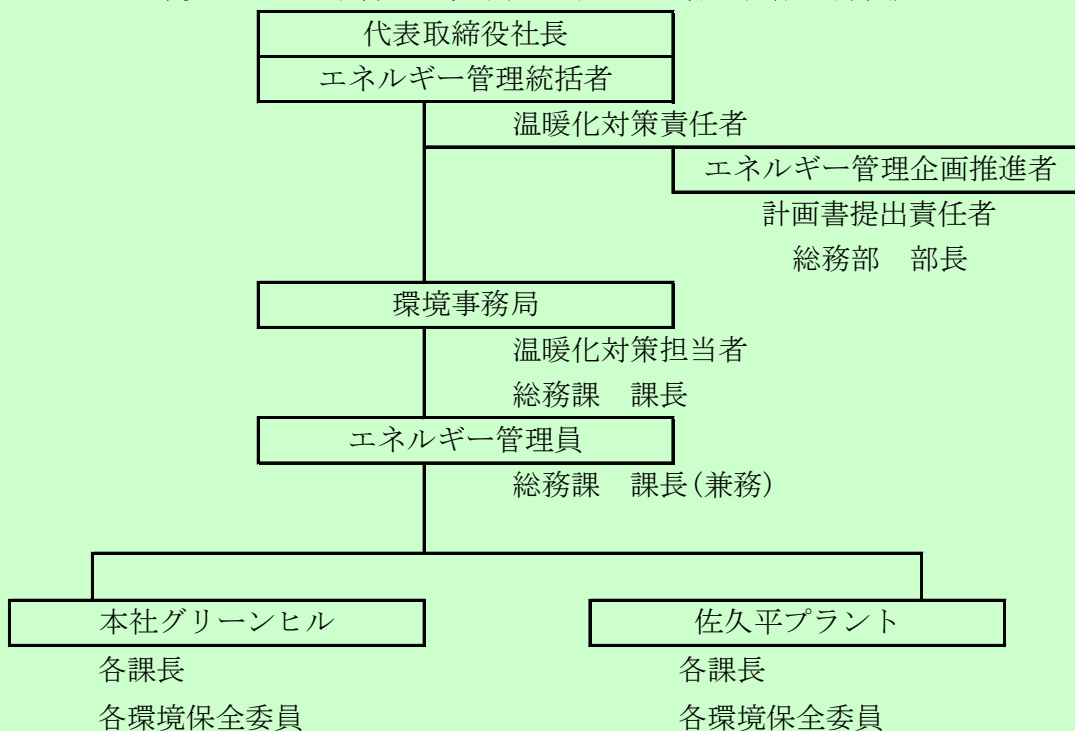 代表取締役社長
エネルギー管理統括者
温暖化対策責任者
エネルギー管理企画推進者
計画書提出責任者
総務部　部長
環境事務局
温暖化対策担当者
総務課　課長
エネルギー管理員
総務課　課長(兼務)
本社グリーンヒル
佐久平プラント
各課長
各課長
各環境保全委員
各環境保全委員